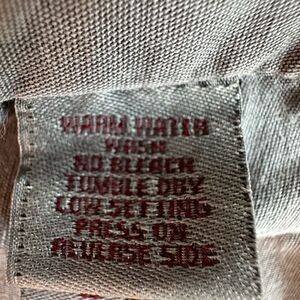 WARM WATER
WASH
NO BLEACH
TUMBLE DRY
LOW SETTING
PRESS ON
REVERSE SIDE